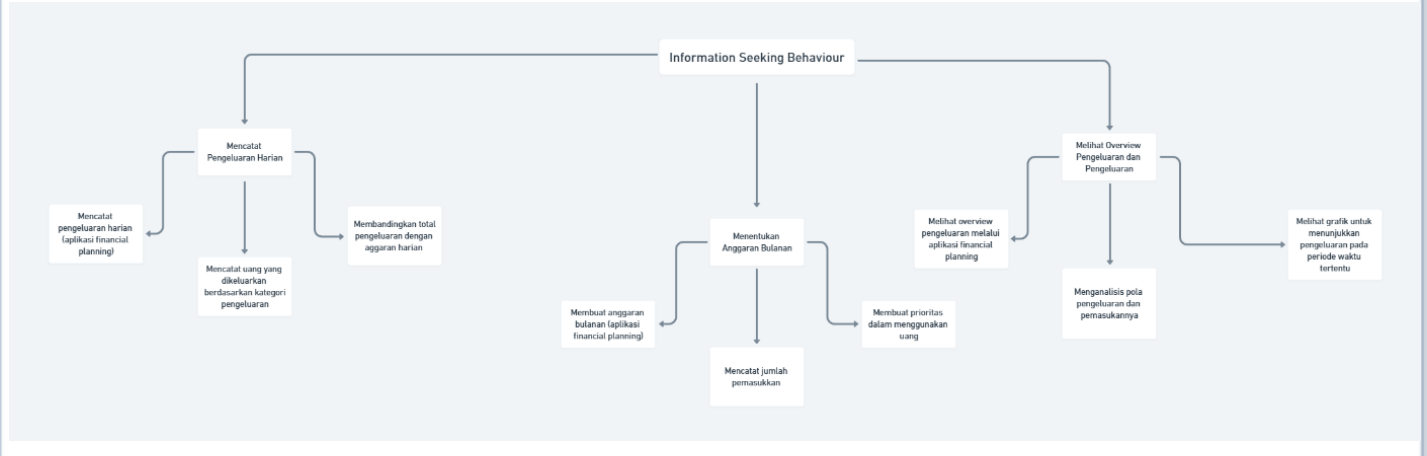 Information Seeking Behaviour
Mencatat
Pengeluaran Harian
Mencatat
pengeluaran harian
(aplikasi financial
planning)
Mencatat uang yang
dikeluarkan
berdasarkan kategori
pengeluaran
Membandingkan total
pengeluaran dengan
aggaran harian
Menentukan
Anggaran Bulanan
Membuat anggaran
bulanan (aplikasi
financial planning)
Mencatat jumlah
pemasukkan
Membuat prioritas
dalam menggunakan
uang
Melihat Overview
Pengeluaran dan
Pengeluaran
Melihat overview
pengeluaran melalui
aplikasi financial
planning
Menganalisis pola
pengeluaran dan
pemasukannya
Melihat grafik untuk
menunjukkan
pengeluaran pada
periode waktu
tertentu